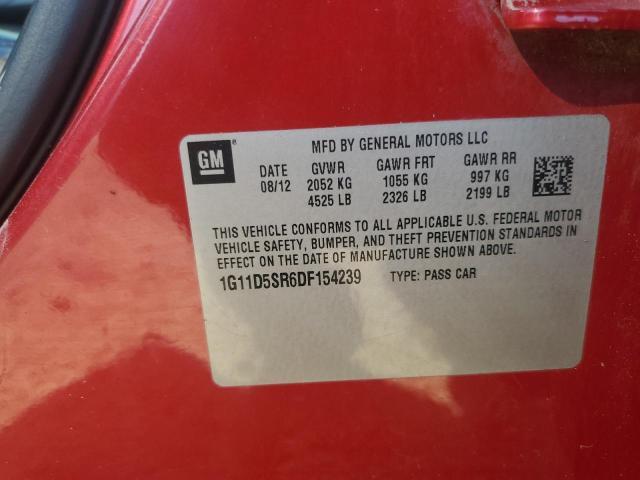 GM ® MFD BY GENERAL MOTORS LLC
DATE GVWR GAWR FRT GAWR RR
08/12 2052 KG 1055 KG 997 KG
4525 LB 2326 LB 2199 LB
THIS VEHICLE CONFORMS TO ALL APPLICABLE U.S. FEDERAL MOTOR
VEHICLE SAFETY, BUMPER, AND THEFT PREVENTION STANDARDS IN
EFFECT ON THE DATE OF MANUFACTURE SHOWN ABOVE.
1G11D5SR6DF154239 TYPE: PASS CAR